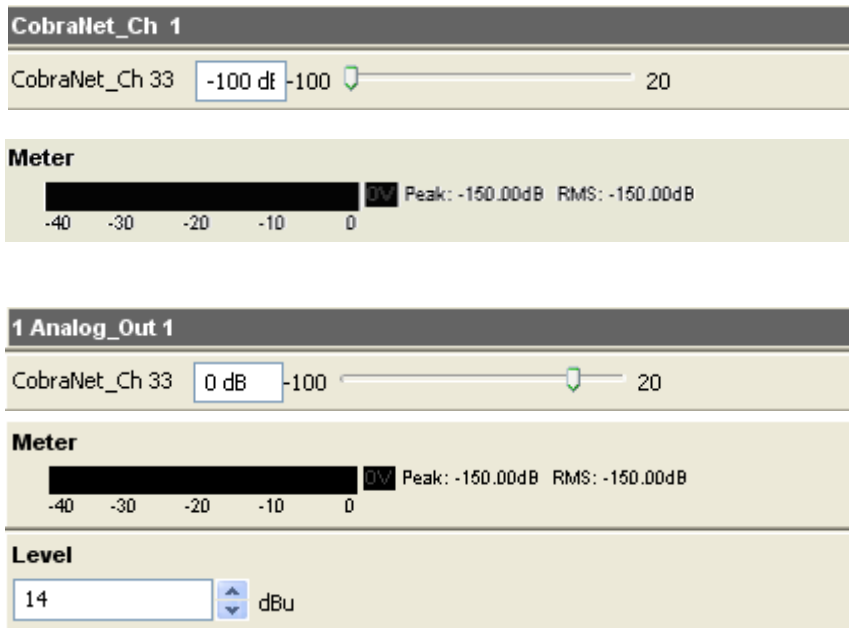 CobraNet_Ch 1
CobraNet_Ch 33 -100 dE -100 20
Meter
0V Peak: -150.00dB RMS: -150.00dB
-40 -30 -20 -10 0
1 Analog_Out 1
CobraNet_Ch 33 0 dB -100 20
Meter
0V Peak: -150.00dB RMS: -150.00dB
-40 -30 -20 -10 0
Level
14 dBu